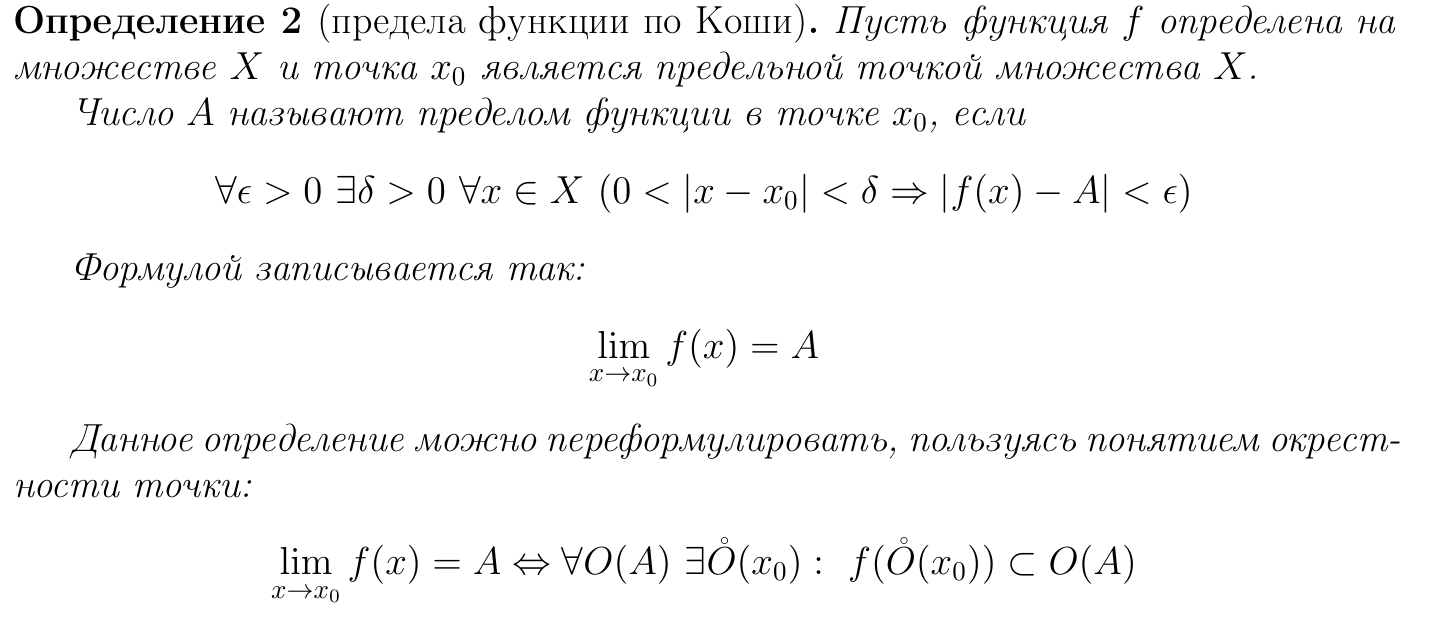 Определение 2 (предела функции по Коши). Пусть функция f определена на
множестве X и точка x₀ является предельной точкой множества X.
Число A называют пределом функции в точке x₀, если
∀ϵ > 0 ∃δ > 0 ∀x ∈ X (0 < |x − x₀| < δ ⇒ |f(x) − A| < ϵ)
Формулой записывается так:
lim f(x) = A
x→x₀
Данное определение можно переформулировать, пользуясь понятием окрест-
ности точки:
lim f(x) = A ⇔ ∀O(A) ∃O̊(x₀) : f(O̊(x₀)) ⊂ O(A)
x→x₀